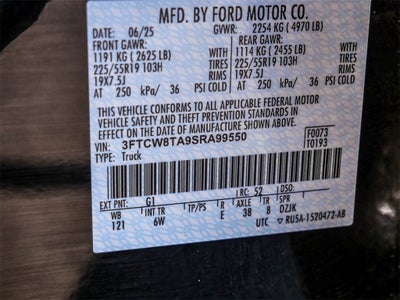 MFD. BY FORD MOTOR CO.
DATE: 06/25 GVWR: 2254 KG ( 4970 LB)
FRONT GAWR: REAR GAWR:
1191 KG ( 2625 LB) 1114 KG ( 2455 LB)
225/55R19 103H TIRES 225/55R19 103H TIRES
19X7.5J RIMS 19X7.5J RIMS
AT 250 kPa/ 36 PSI COLD AT 250 kPa/ 36 PSI COLD
THIS VEHICLE CONFORMS TO ALL APPLICABLE FEDERAL MOTOR
VEHICLE SAFETY AND THEFT PREVENTION STANDARDS IN EFFECT ON
THE DATE OF MANUFACTURE SHOWN ABOVE.
VIN: 3FTCW8TA9SRA99550 F0073
TYPE: Truck T0193
EXT PNT: G1 RC: 52 DSO:
WB INT TR TP/PS R AXLE TR SPR
121 6W E 38 8 DZJK
UTC RU5A-1520472-AB